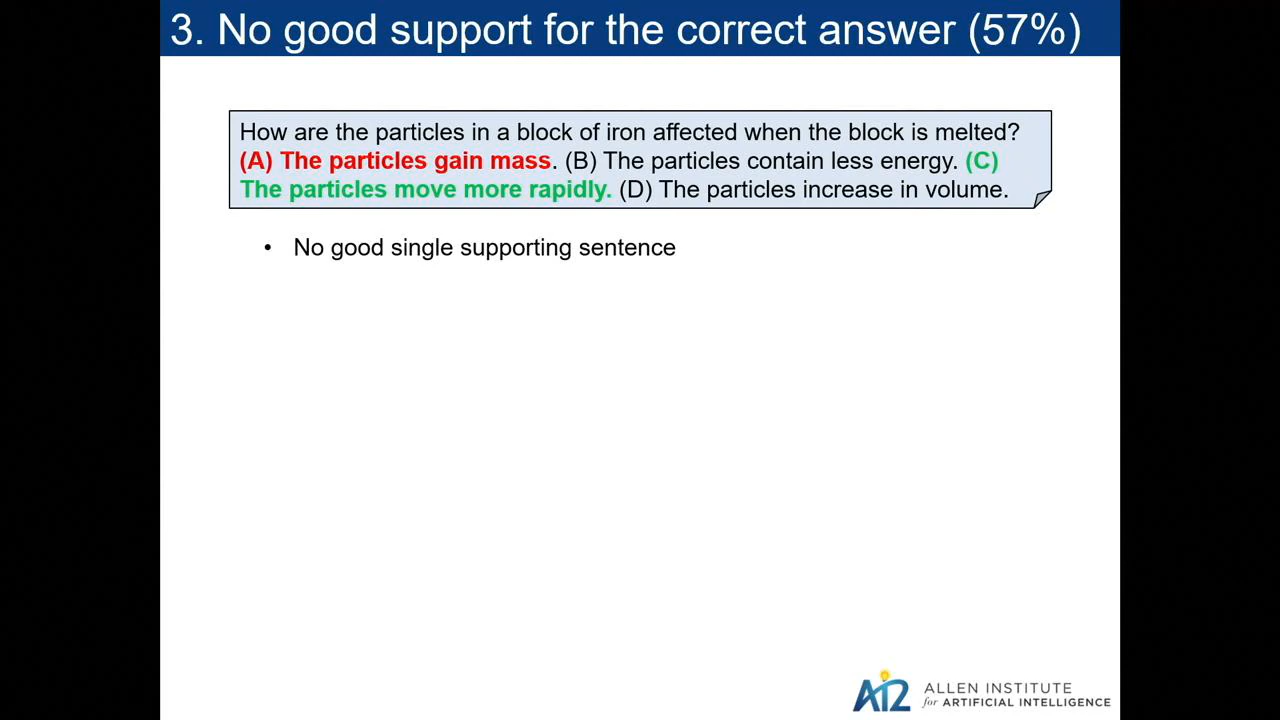 3. No good support for the correct answer (57%)
How are the particles in a block of iron affected when the block is melted?
(A) The particles gain mass. (B) The particles contain less energy. (C)
The particles move more rapidly. (D) The particles increase in volume.
• No good single supporting sentence
AI2
ALLEN INSTITUTE
for ARTIFICIAL INTELLIGENCE